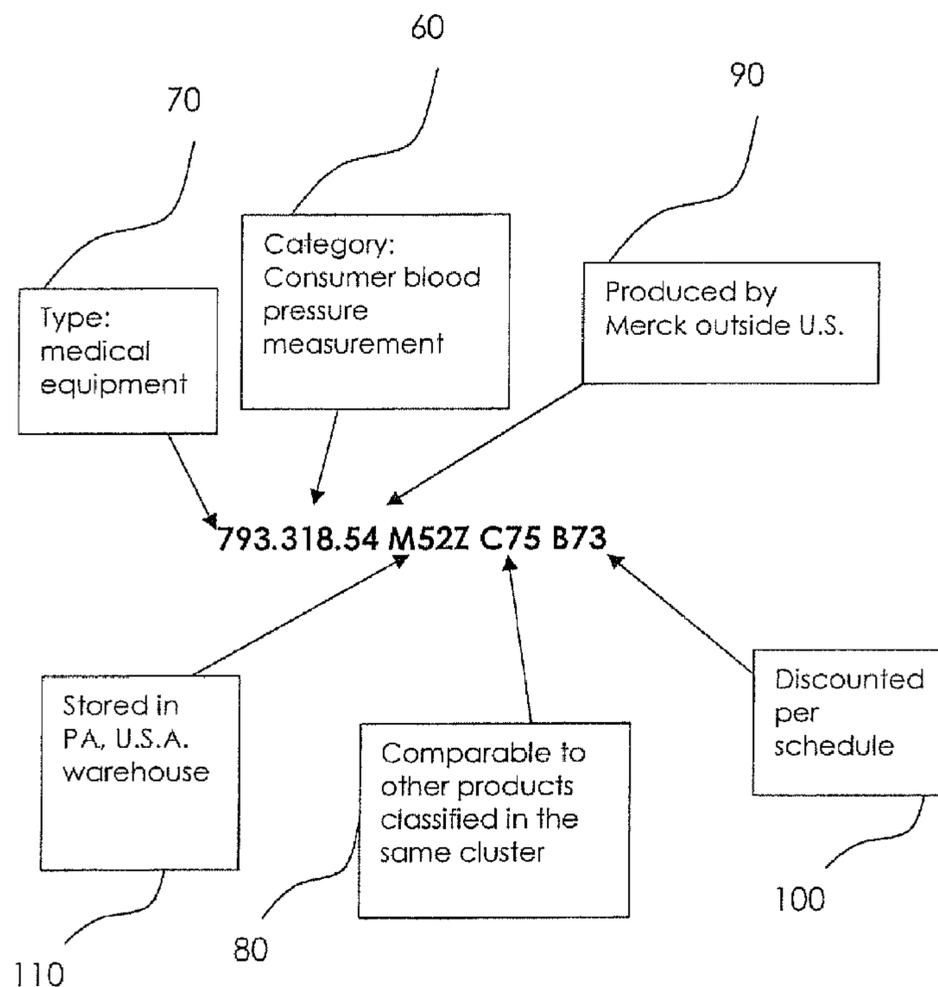 60
90
70
Category:
Consumer blood
pressure
measurement
Produced by
Merck outside U.S.
Type:
medical
equipment
793.318.54 M52Z C75 B73
Stored in
PA, U.S.A.
warehouse
Comparable to
other products
classified in the
same cluster
Discounted
per
schedule
100
80
110